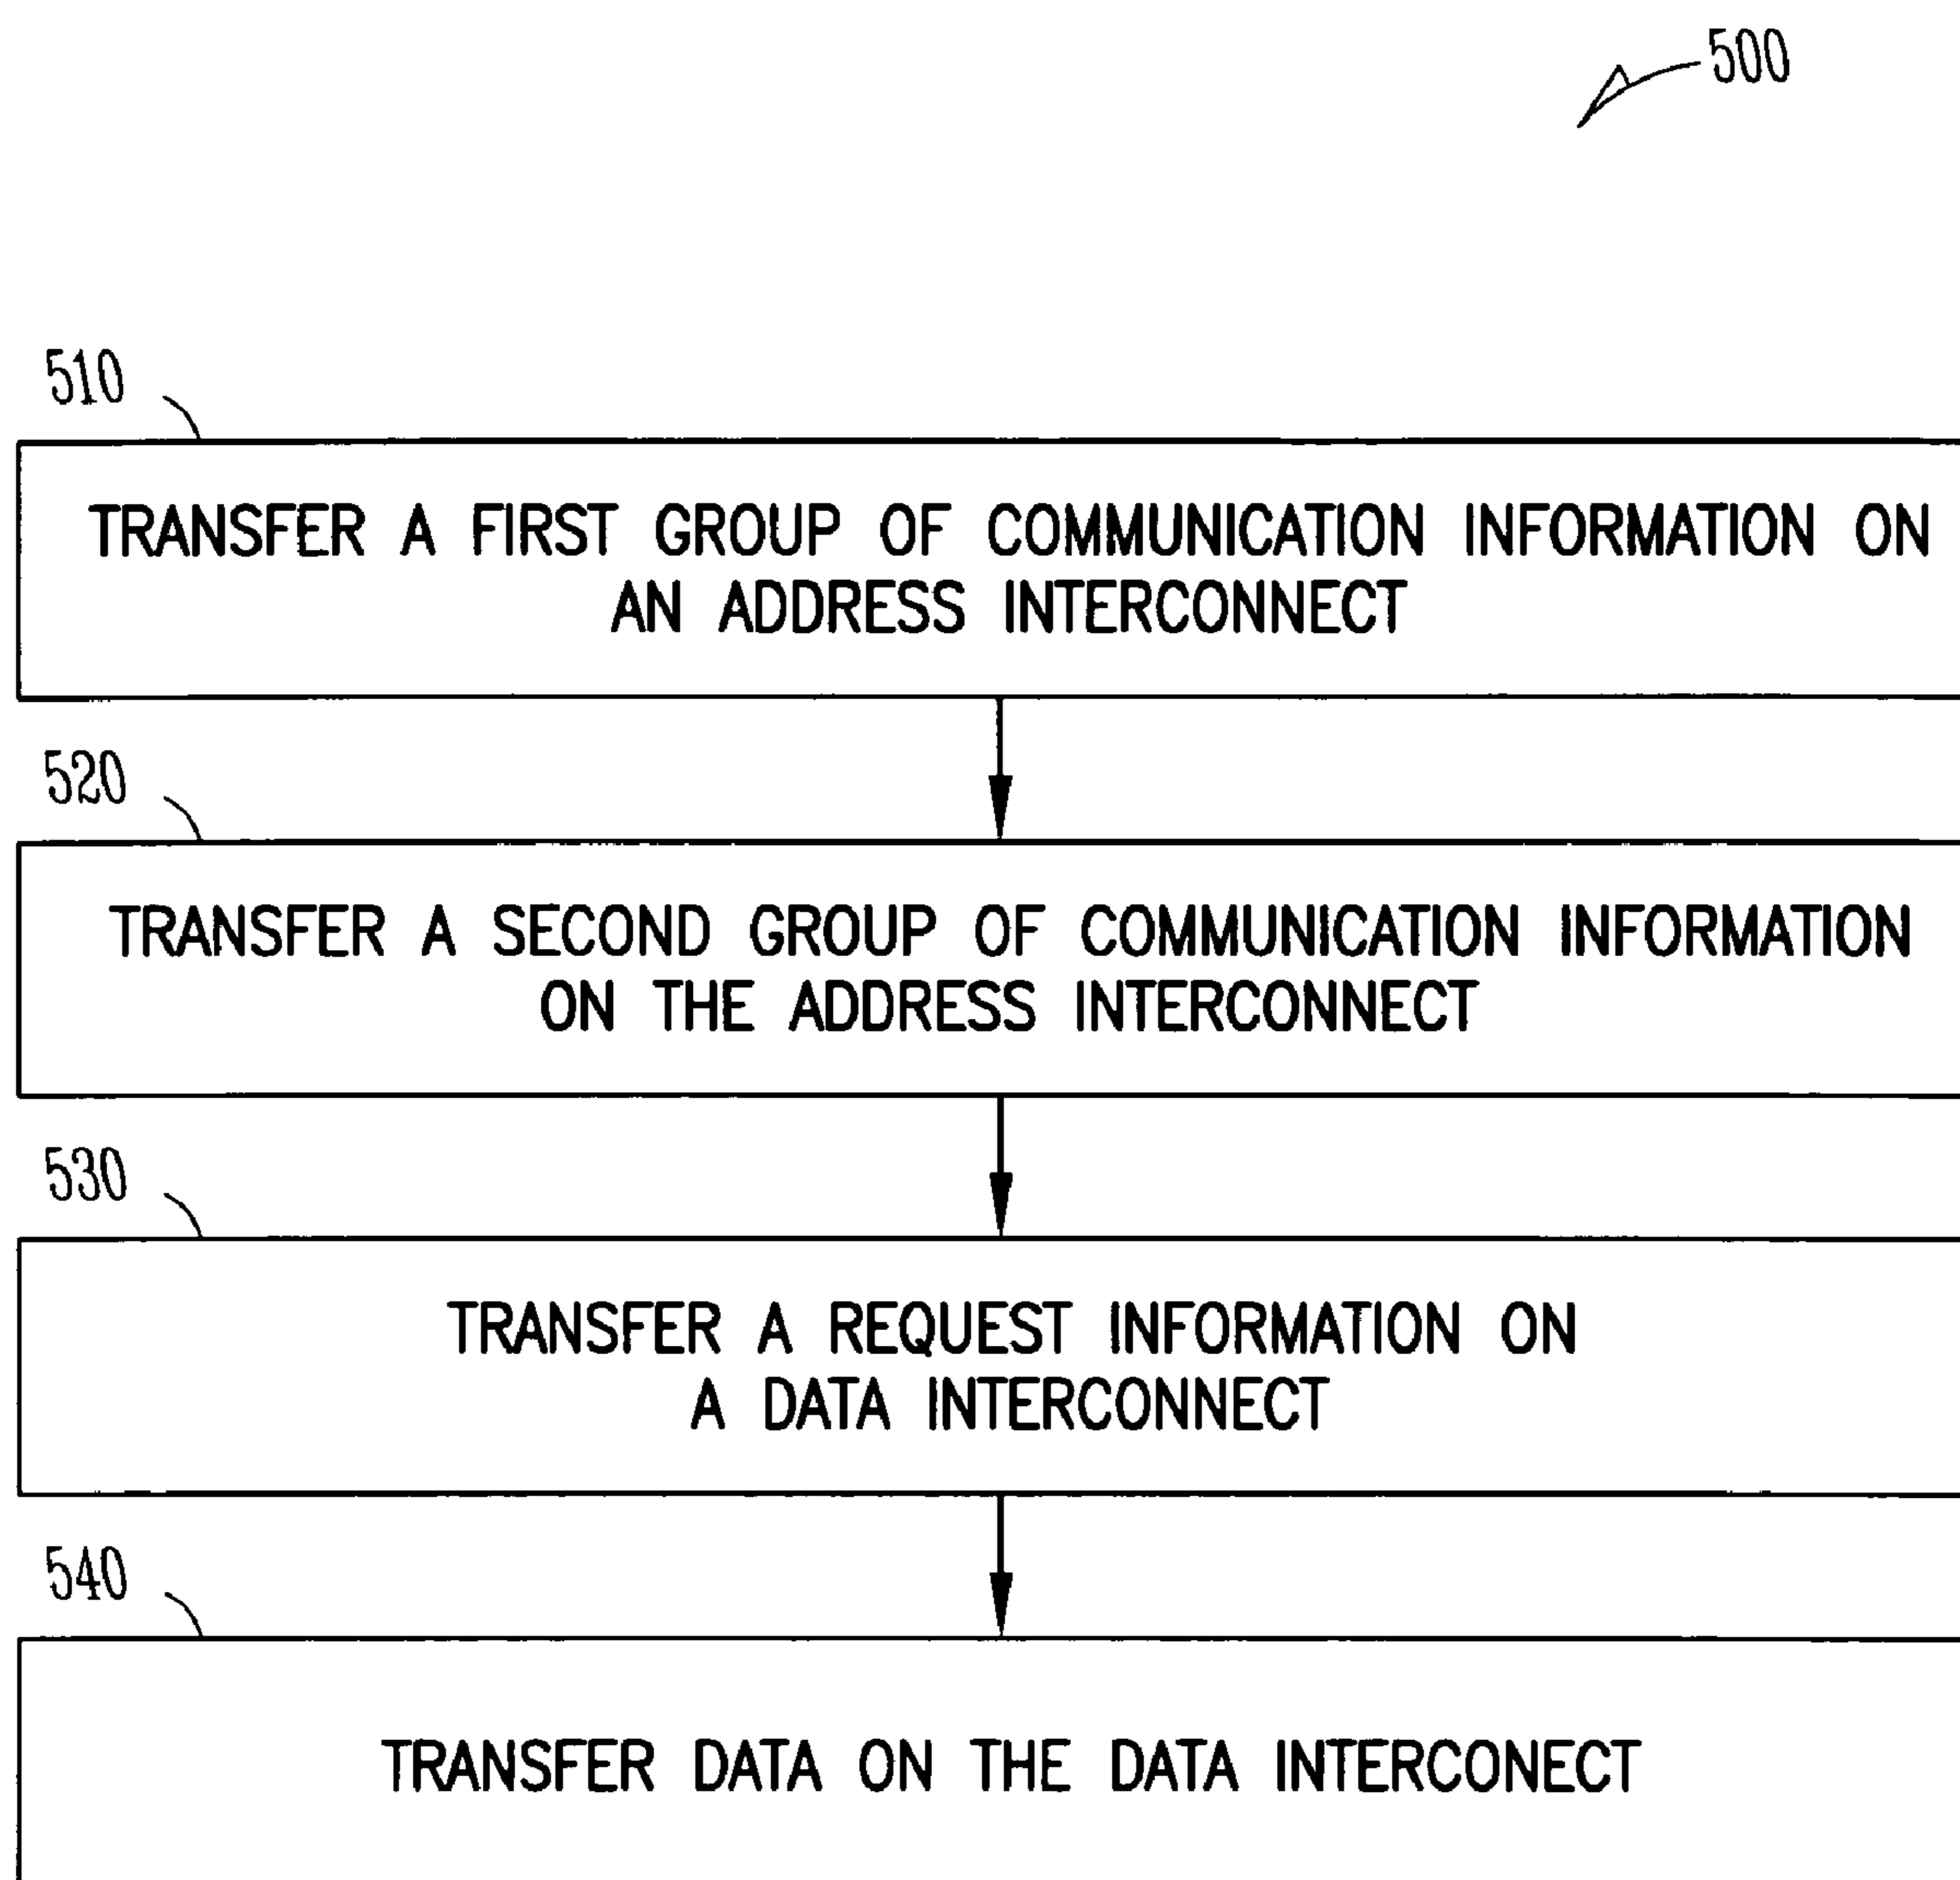 500
510
TRANSFER A FIRST GROUP OF COMMUNICATION INFORMATION ON
AN ADDRESS INTERCONNECT
520
TRANSFER A SECOND GROUP OF COMMUNICATION INFORMATION
ON THE ADDRESS INTERCONNECT
530
TRANSFER A REQUEST INFORMATION ON
A DATA INTERCONNECT
540
TRANSFER DATA ON THE DATA INTERCONECT